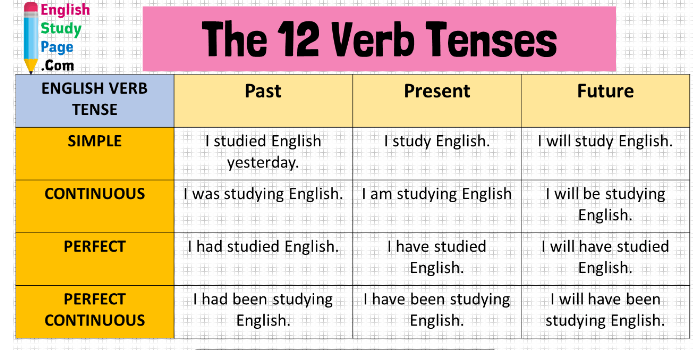 English
Study
Page
.Com
The 12 Verb Tenses
ENGLISH VERB
TENSE
Past
Present
Future
SIMPLE
I studied English
yesterday.
I study English.
I will study English.
CONTINUOUS
I was studying English.
I am studying English
I will be studying
English.
PERFECT
I had studied English.
I have studied
English.
I will have studied
English.
PERFECT
CONTINUOUS
I had been studying
English.
I have been studying
English.
I will have been
studying English.